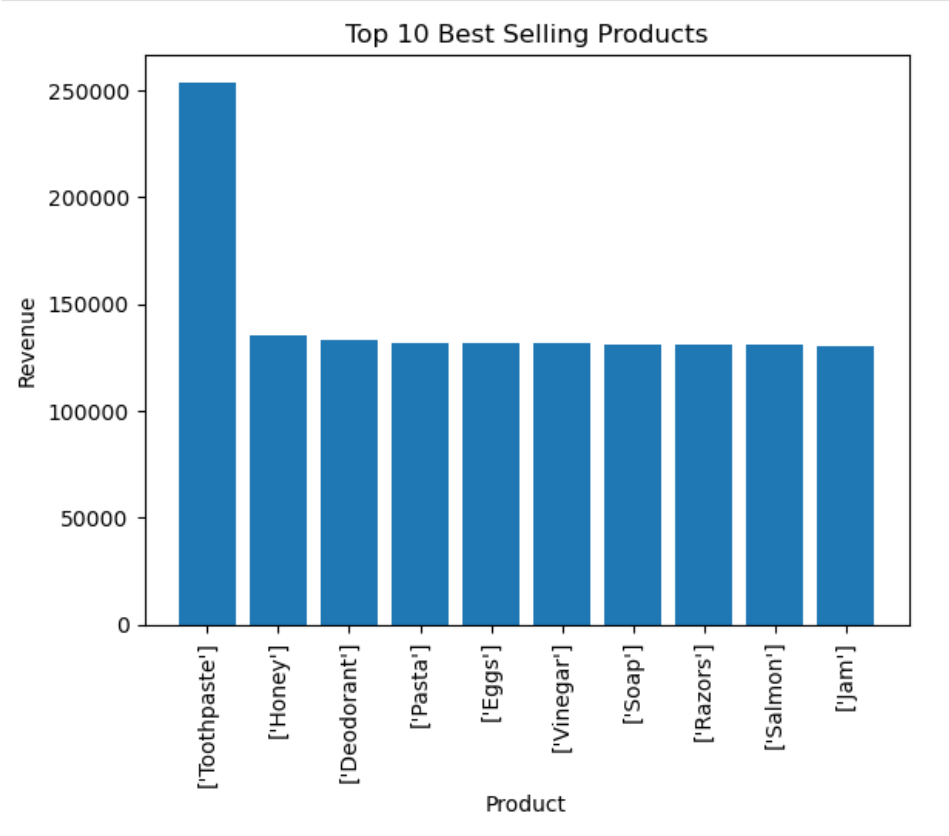 Top 10 Best Selling Products
Revenue
250000
200000
150000
100000
50000
0
['Toothpaste']
['Honey']
['Deodorant']
['Pasta']
['Eggs']
['Vinegar']
['Soap']
['Razors']
['Salmon']
['Jam']
Product